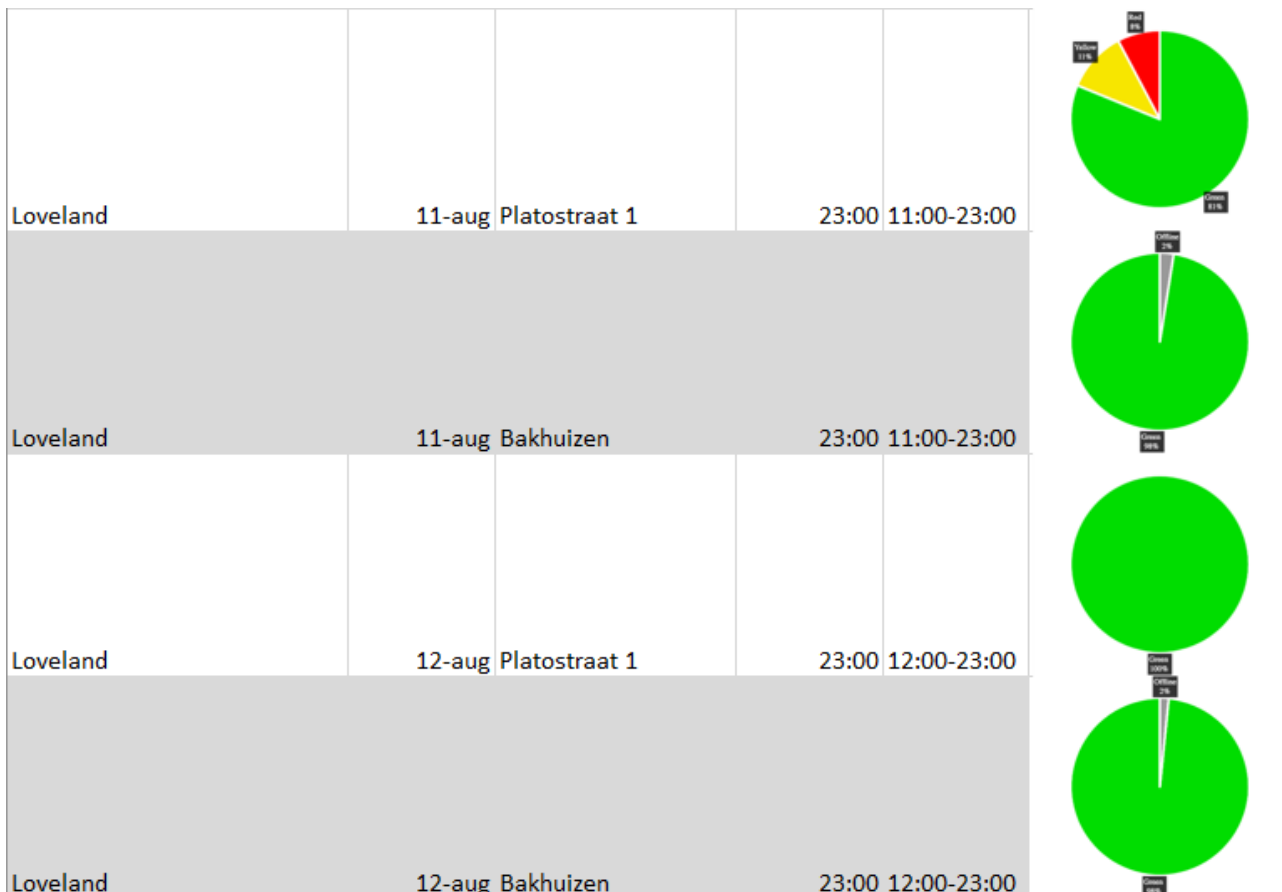 Red
8%
Yellow
11%
Green
81%
Loveland 11-aug Platostraat 1 23:00 11:00-23:00
Offline
2%
Green
98%
Loveland 11-aug Bakhuizen 23:00 11:00-23:00
Green
100%
Loveland 12-aug Platostraat 1 23:00 12:00-23:00
Offline
2%
Green
98%
Loveland 12-aug Bakhuizen 23:00 12:00-23:00